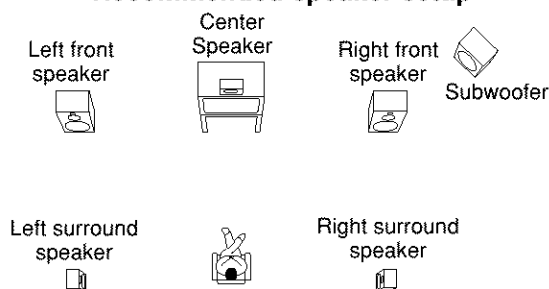 Center
Speaker
Left front
speaker
Right front
speaker
Subwoofer
Left surround
speaker
Right surround
speaker